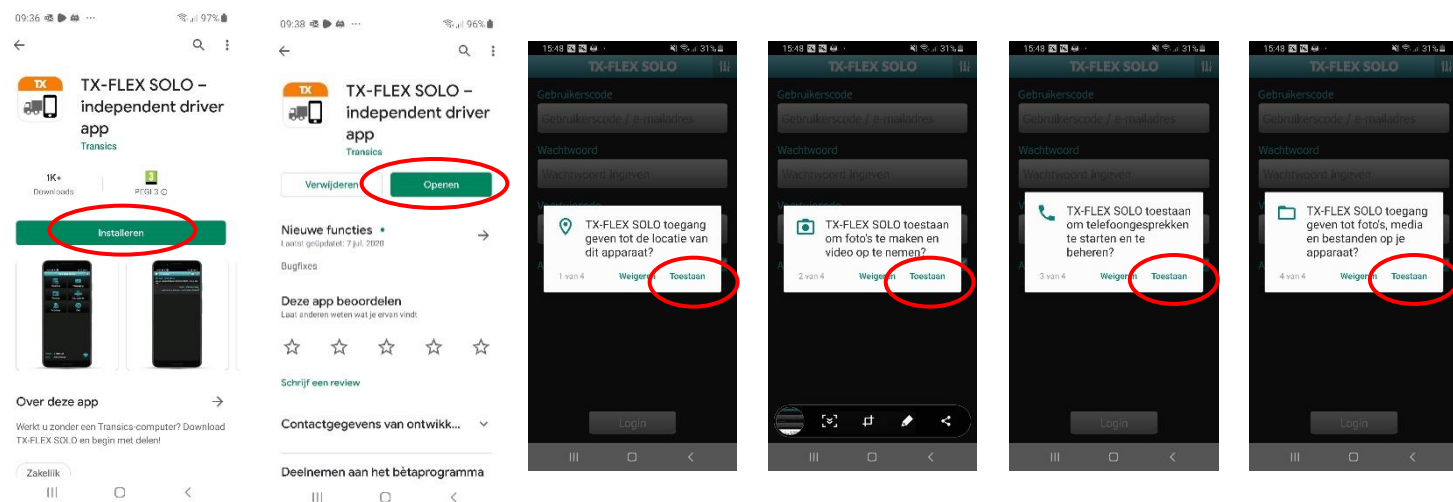 09:36 97%
TX
TX-FLEX SOLO –
independent driver
app
Transics
1K+
Downloads
3
PEGI 3
Installeren
Over deze app
Werkt u zonder een Transics-computer? Download
TX-FLEX SOLO en begin met delen!
Zakelijk
09:38 96%
TX
TX-FLEX SOLO –
independent driver
app
Transics
Verwijderen
Openen
Nieuwe functies •
Laatst geüpdatet: 7 jul. 2020
Bugfixes
Deze app beoordelen
Laat anderen weten wat je ervan vindt
Schrijf een review
Contactgegevens van ontwikk...
Deelnemen aan het bètaprogramma
15:48 31%
TX-FLEX SOLO
Gebruikerscode
Gebruikerscode / e-mailadres
Wachtwoord
Wachtwoord ingeven
TX-FLEX SOLO toegang
geven tot de locatie van
dit apparaat?
1 van 4 Weigeren Toestaan
Login
15:48 31%
TX-FLEX SOLO
Gebruikerscode
Gebruikerscode / e-mailadres
Wachtwoord
Wachtwoord ingeven
TX-FLEX SOLO toestaan
om foto's te maken en
video op te nemen?
2 van 4 Weigeren Toestaan
15:48 31%
TX-FLEX SOLO
Gebruikerscode
Gebruikerscode / e-mailadres
Wachtwoord
Wachtwoord ingeven
TX-FLEX SOLO toestaan
om telefoongesprekken
te starten en te
beheren?
3 van 4 Weigeren Toestaan
Login
15:48 31%
TX-FLEX SOLO
Gebruikerscode
Gebruikerscode / e-mailadres
Wachtwoord
Wachtwoord ingeven
TX-FLEX SOLO toegang
geven tot foto's, media
en bestanden op je
apparaat?
4 van 4 Weigeren Toestaan
Login